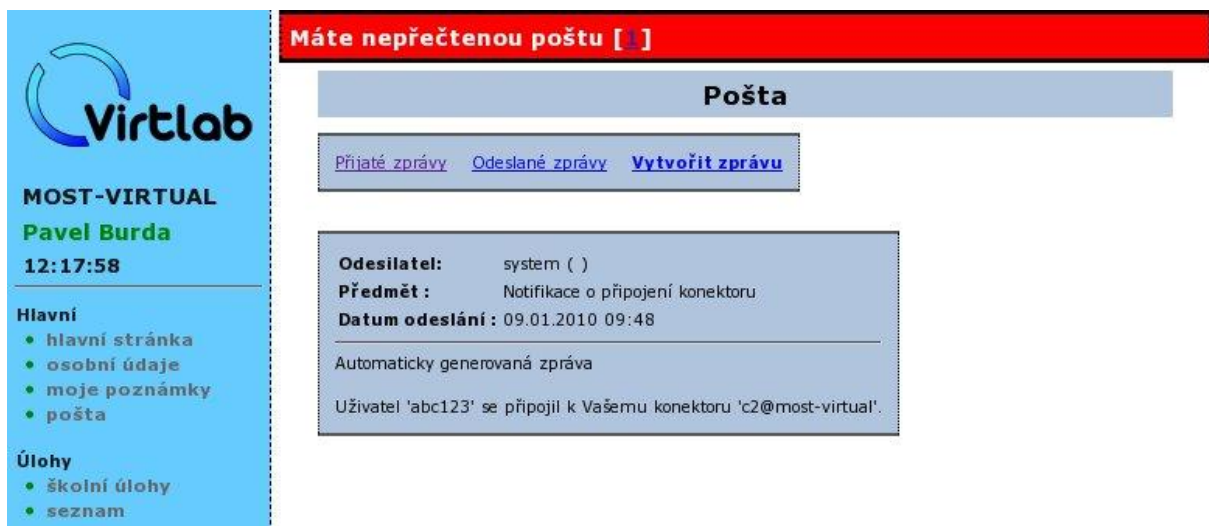 Virtlab
MOST-VIRTUAL
Pavel Burda
12:17:58
Hlavní
hlavní stránka
osobní údaje
moje poznámky
pošta
Úlohy
školní úlohy
seznam
Máte nepřečtenou poštu [1]
Pošta
Přijaté zprávy Odeslané zprávy Vytvořit zprávu
Odesilatel: system ( )
Předmět : Notifikace o připojení konektoru
Datum odeslání : 09.01.2010 09:48
Automaticky generovaná zpráva
Uživatel 'abc123' se připojil k Vašemu konektoru 'c2@most-virtual'.